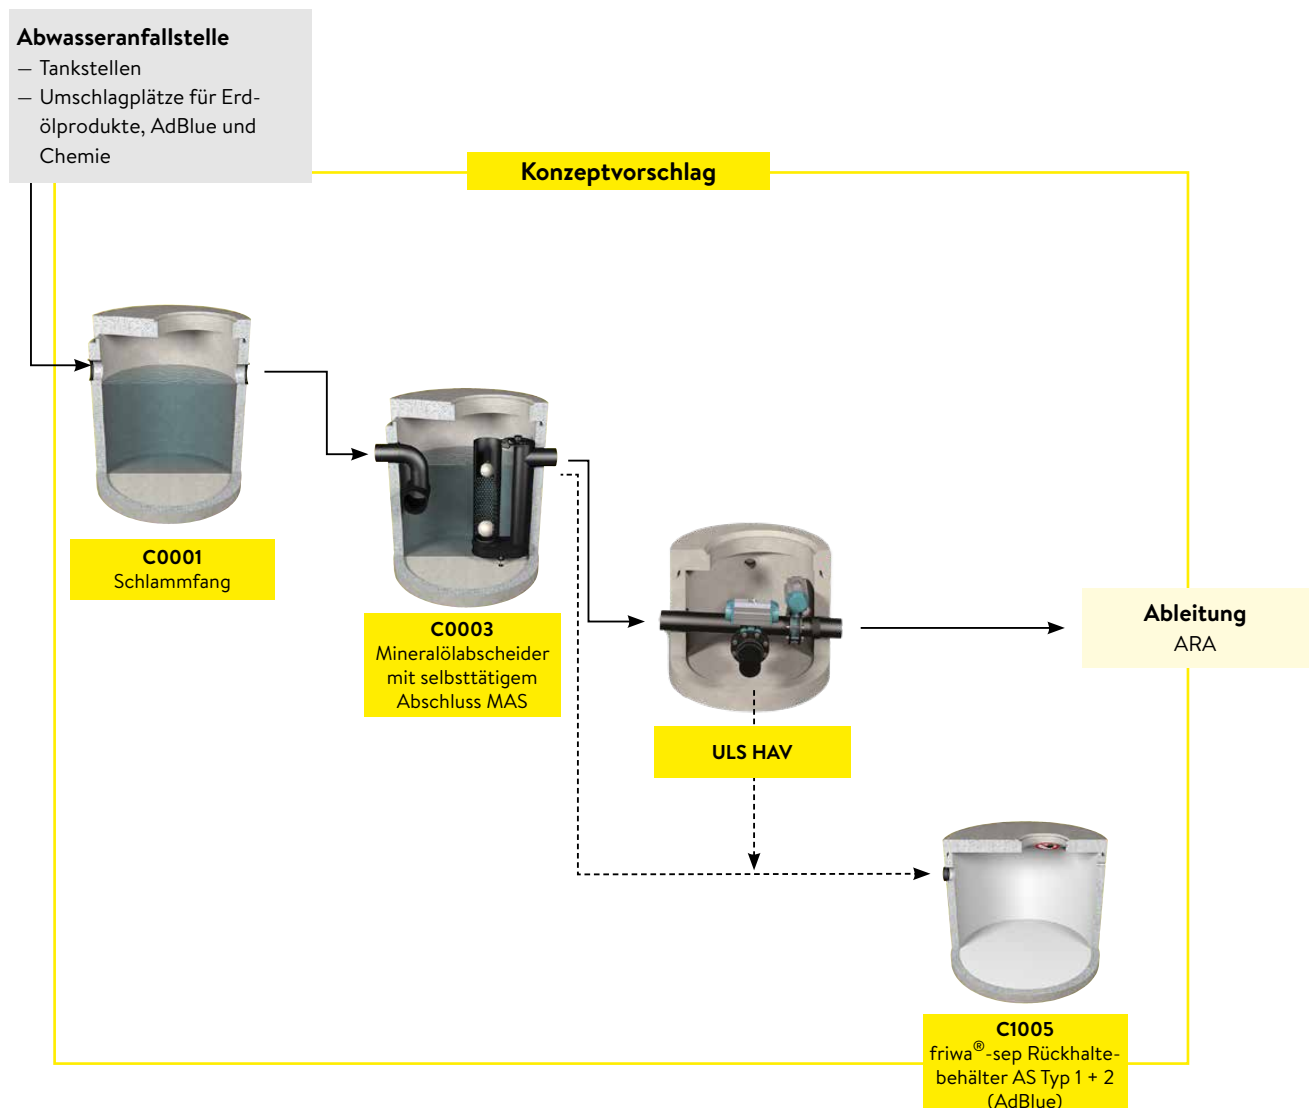 Abwasseranfallstelle
— Tankstellen
— Umschlagplätze für Erd-
ölprodukte, AdBlue und
Chemie
Konzeptvorschlag
C0001
Schlammfang
C0003
Mineralölabscheider
mit selbsttätigem
Abschluss MAS
ULS HAV
Ableitung
ARA
C1005
friwa®-sep Rückhalte-
behälter AS Typ 1 + 2
(AdBlue)